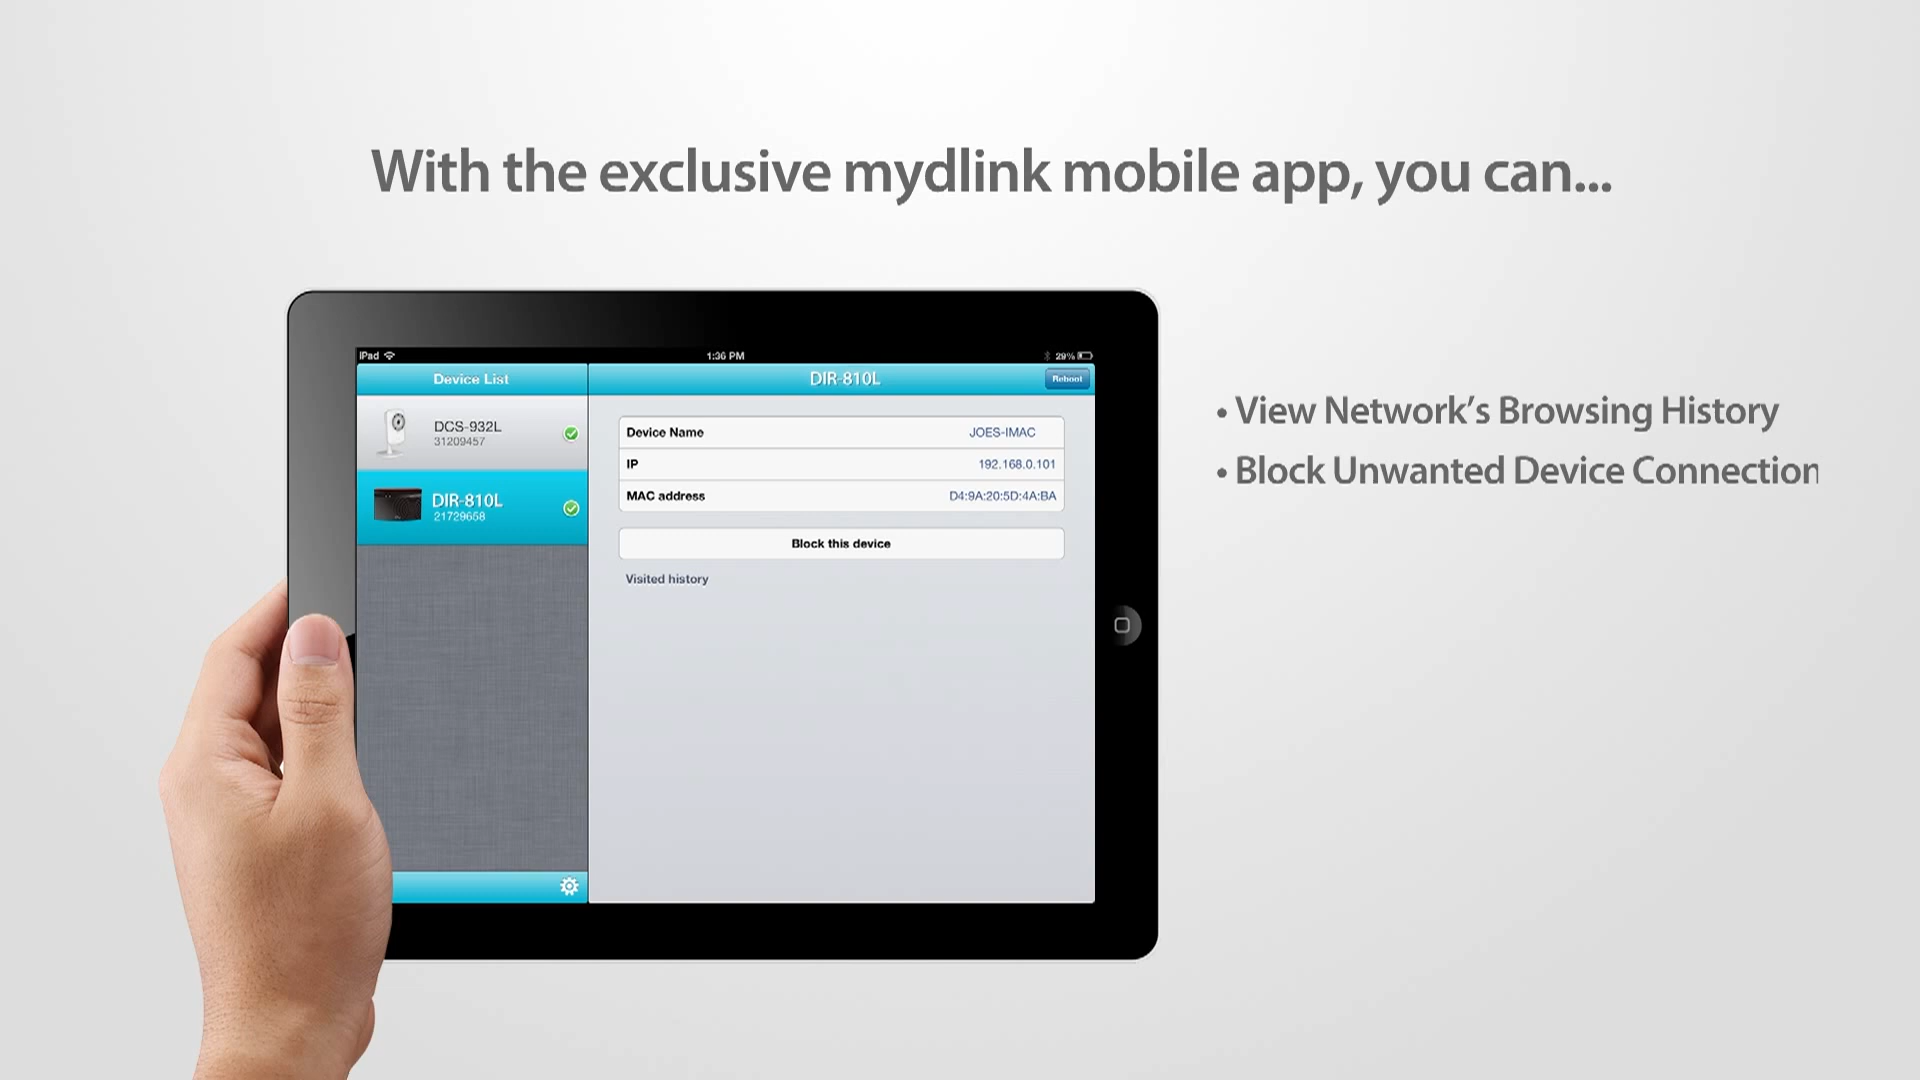 With the exclusive mydlink mobile app, you can...
iPad
1:36 PM
29%
Device List
DIR-810L
Reboot
DCS-932L
31209457
DIR-810L
21729658
Device Name
JOES-IMAC
IP
192.168.0.101
MAC address
D4:9A:20:5D:4A:BA
Block this device
Visited history
• View Network's Browsing History
• Block Unwanted Device Connection